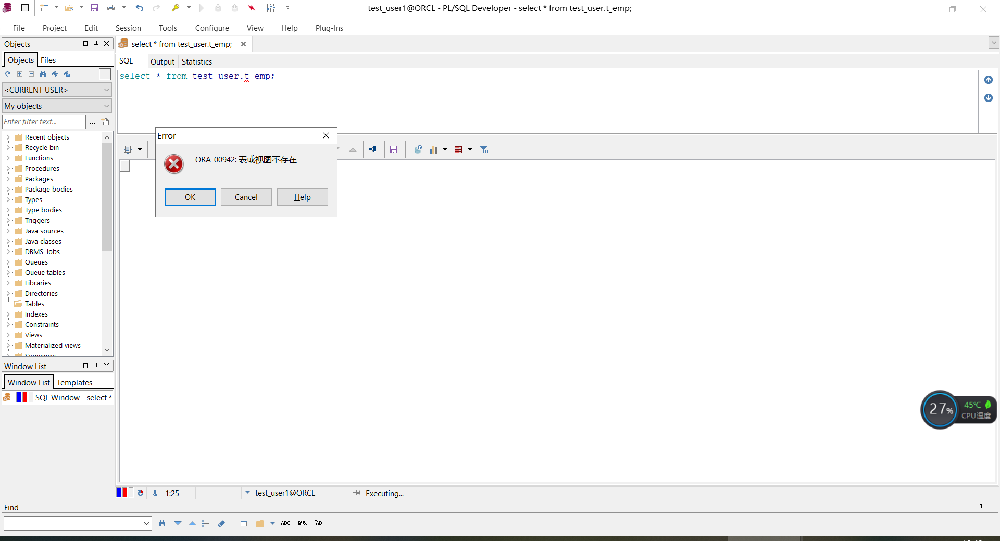 test_user1@ORCL - PL/SQL Developer - select * from test_user.t_emp;
File Project Edit Session Tools Configure View Help Plug-Ins
Objects
Objects Files
<CURRENT USER>
My objects
Enter filter text...
...
Recent objects
Recycle bin
Functions
Procedures
Packages
Package bodies
Types
Type bodies
Triggers
Java sources
Java classes
DBMS_Jobs
Queues
Queue tables
Libraries
Directories
Tables
Indexes
Constraints
Views
Materialized views
Sequences
Window List
Window List Templates
SQL Window - select *
select * from test_user.t_emp;
SQL Output Statistics
select * from test_user.t_emp;
Error
ORA-00942: 表或视图不存在
OK Cancel Help
27%
45℃
CPU温度
& 1:25 test_user1@ORCL Executing...
Find
ABC ABc "AB"